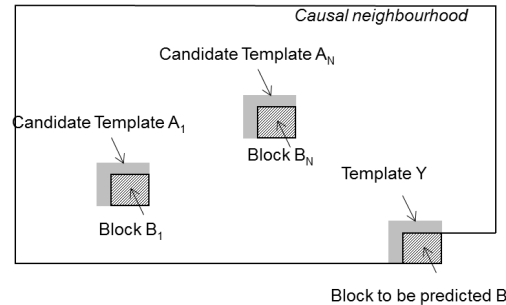 Causal neighbourhood
Candidate Template A_N
Candidate Template A_1
Block B_N
Template Y
Block B_1
Block to be predicted B